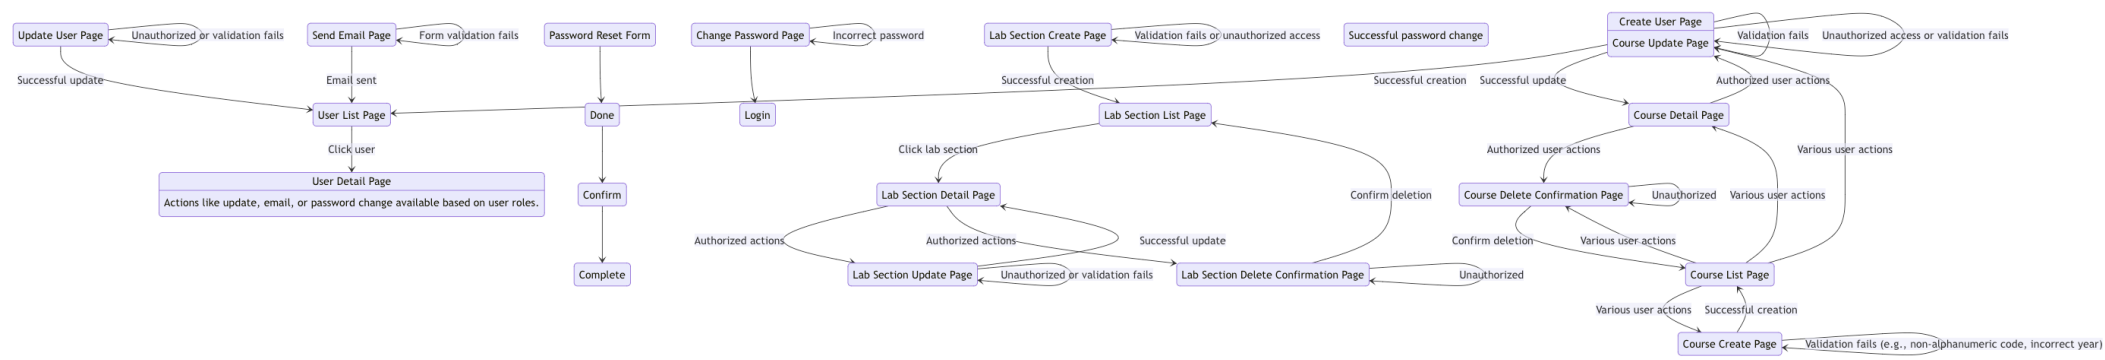 Update User Page
Unauthorized or validation fails
Send Email Page
Form validation fails
Password Reset Form
Change Password Page
Incorrect password
Lab Section Create Page
Validation fails or unauthorized access
Successful password change
Create User Page
Course Update Page
Validation fails
Unauthorized access or validation fails
Successful update
Email sent
Successful creation
Successful creation
Successful update
Authorized user actions
User List Page
Done
Login
Lab Section List Page
Course Detail Page
Click user
Click lab section
Authorized user actions
Various user actions
User Detail Page
Actions like update, email, or password change available based on user roles.
Confirm
Lab Section Detail Page
Confirm deletion
Course Delete Confirmation Page
Unauthorized
Various user actions
Authorized actions
Authorized actions
Successful update
Confirm deletion
Various user actions
Complete
Lab Section Update Page
Unauthorized or validation fails
Lab Section Delete Confirmation Page
Unauthorized
Course List Page
Various user actions
Successful creation
Course Create Page
Validation fails (e.g., non-alphanumeric code, incorrect year)